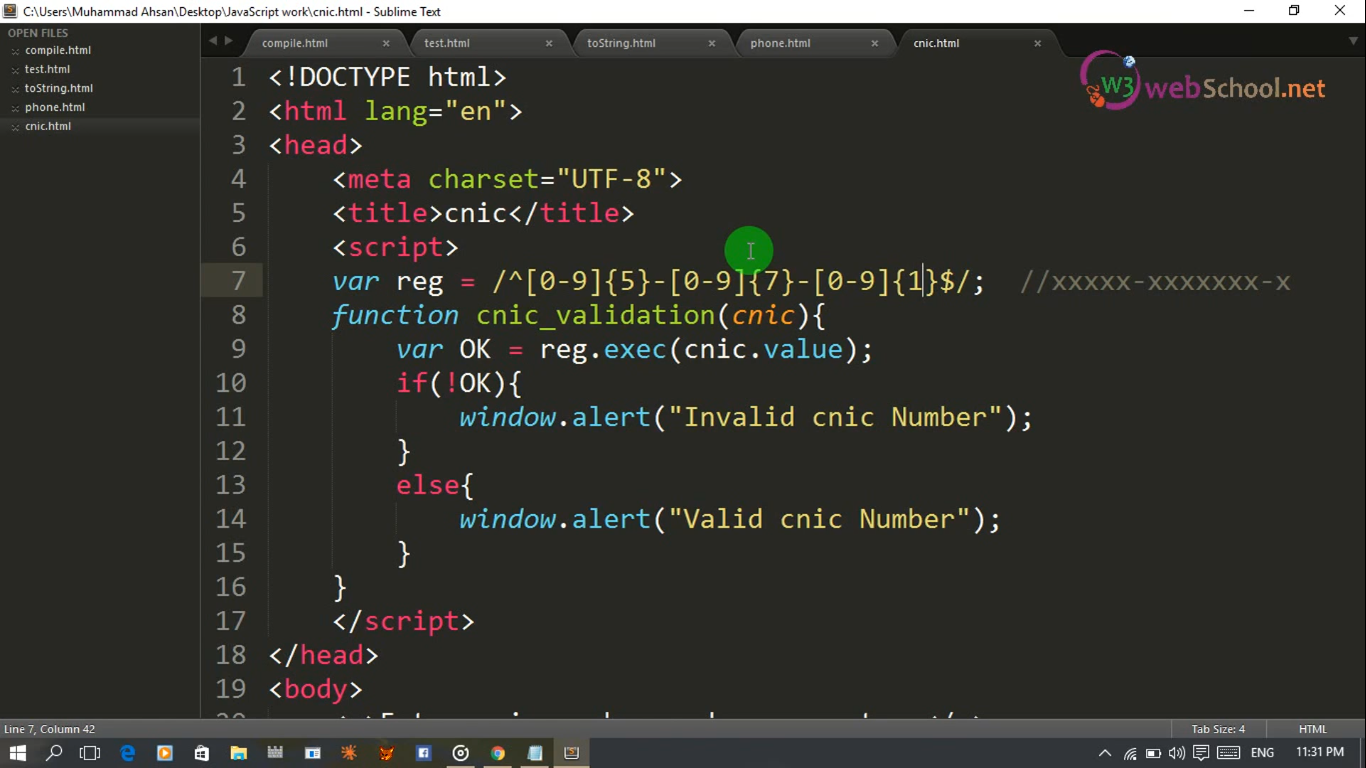 C:\Users\Muhammad Ahsan\Desktop\JavaScript work\cnic.html - Sublime Text
OPEN FILES
compile.html
test.html
toString.html
phone.html
cnic.html
compile.html
test.html
toString.html
phone.html
cnic.html
W3 webSchool.net
1 <!DOCTYPE html>
2 <html lang="en">
3 <head>
4 <meta charset="UTF-8">
5 <title>cnic</title>
6 <script>
7 var reg = /^[0-9]{5}-[0-9]{7}-[0-9]{1}$/; //xxxxx-xxxxxxx-x
8 function cnic_validation(cnic){
9 var OK = reg.exec(cnic.value);
10 if(!OK){
11 window.alert("Invalid cnic Number");
12 }
13 else{
14 window.alert("Valid cnic Number");
15 }
16 }
17 </script>
18 </head>
19 <body>
Line 7, Column 42
Tab Size: 4
HTML
ENG
11:31 PM